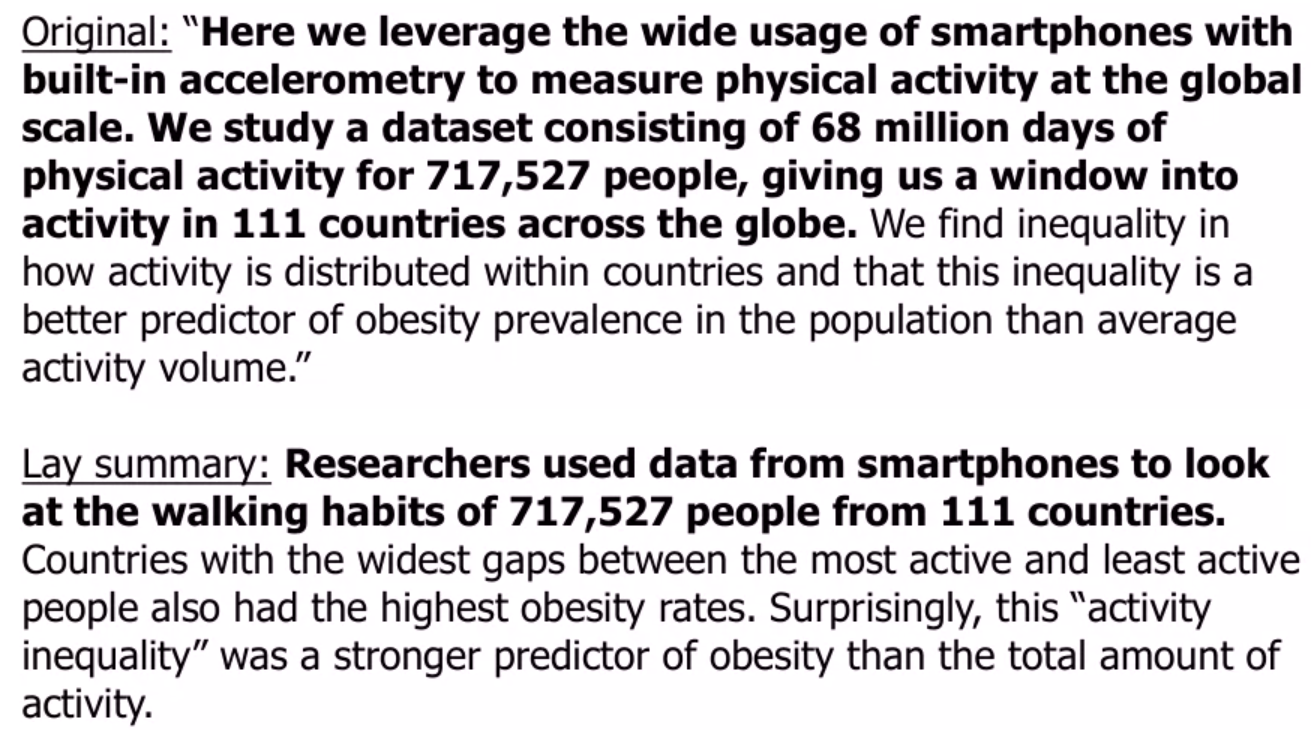 Original: “Here we leverage the wide usage of smartphones with
built-in accelerometry to measure physical activity at the global
scale. We study a dataset consisting of 68 million days of
physical activity for 717,527 people, giving us a window into
activity in 111 countries across the globe. We find inequality in
how activity is distributed within countries and that this inequality is a
better predictor of obesity prevalence in the population than average
activity volume.”
Lay summary: Researchers used data from smartphones to look
at the walking habits of 717,527 people from 111 countries.
Countries with the widest gaps between the most active and least active
people also had the highest obesity rates. Surprisingly, this “activity
inequality” was a stronger predictor of obesity than the total amount of
activity.